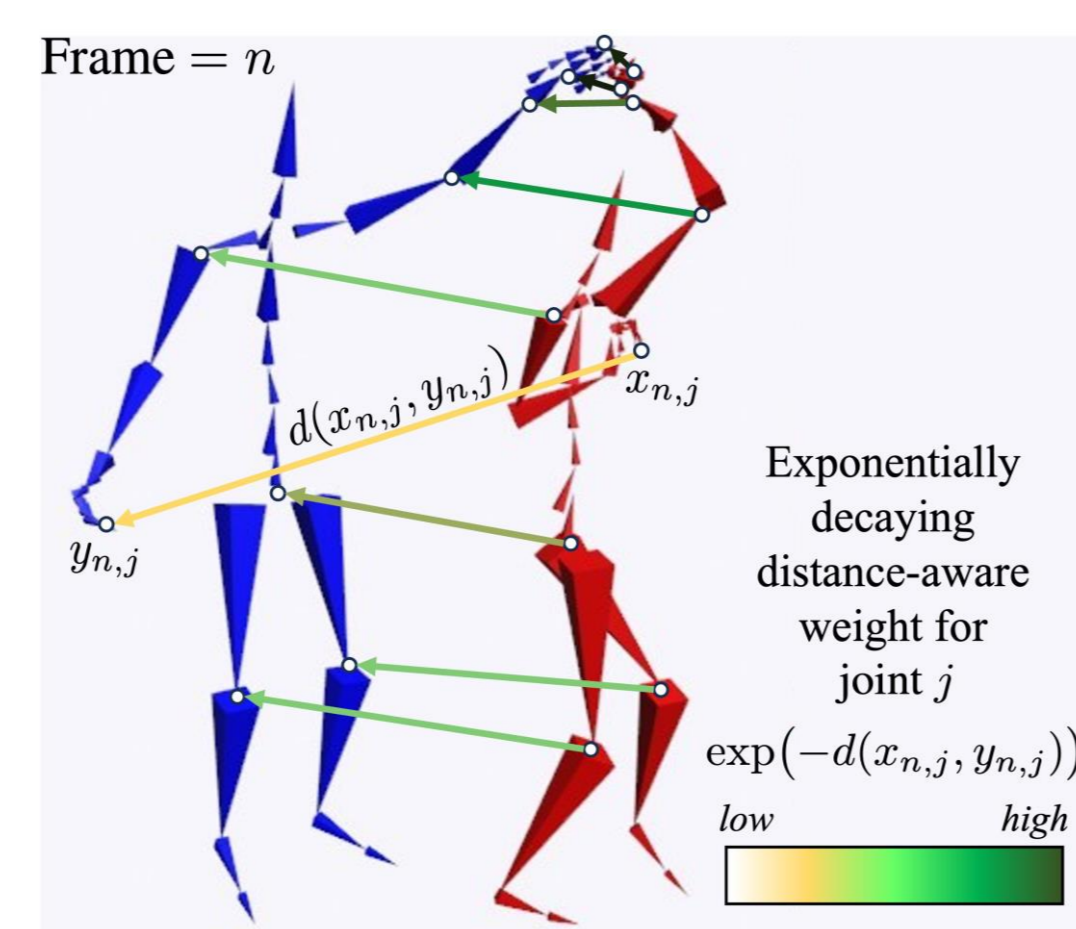 Frame = n
d(x_{n,j}, y_{n,j})
x_{n,j}
y_{n,j}
Exponentially
decaying
distance-aware
weight for
joint j
exp(−d(x_{n,j}, y_{n,j}))
low high